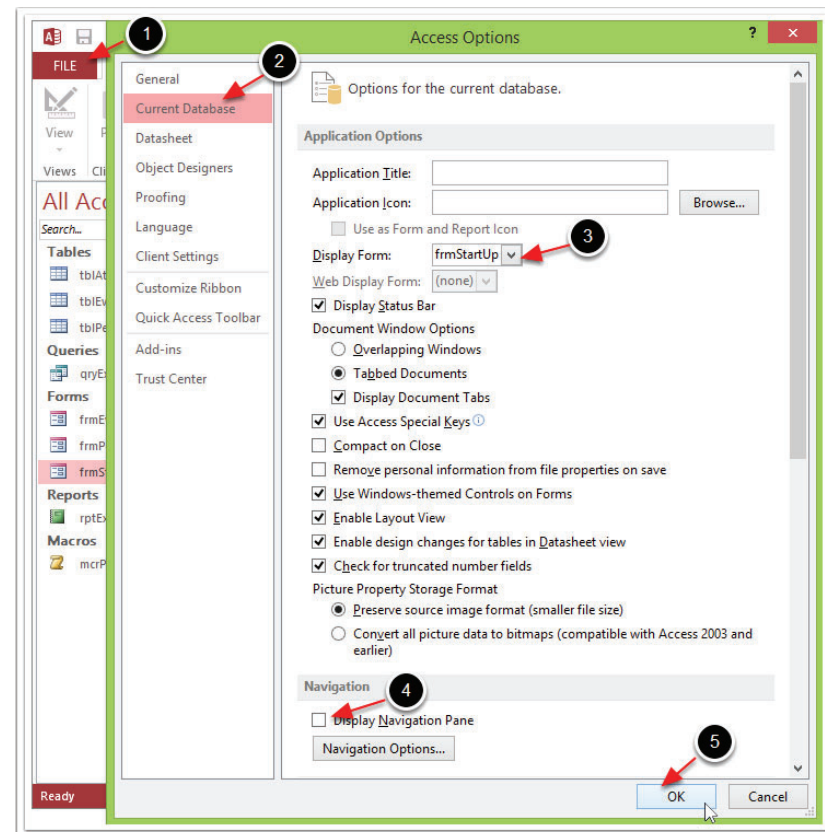 Access Options
?
1
FILE
2
View
Views Cli
All Acc
Search...
Tables
tblAt
tblEv
tblPe
Queries
qryE
Forms
frmE
frmP
frmS
Reports
rptEx
Macros
mcrP
Ready
General
Current Database
Datasheet
Object Designers
Proofing
Language
Client Settings
Customize Ribbon
Quick Access Toolbar
Add-ins
Trust Center
Options for the current database.
Application Options
Application Title:
Application Icon: Browse...
Use as Form and Report Icon
3
Display Form: frmStartUp
Web Display Form: (none)
Display Status Bar
Document Window Options
Overlapping Windows
Tabbed Documents
Display Document Tabs
Use Access Special Keys
Compact on Close
Remove personal information from file properties on save
Use Windows-themed Controls on Forms
Enable Layout View
Enable design changes for tables in Datasheet view
Check for truncated number fields
Picture Property Storage Format
Preserve source image format (smaller file size)
Convert all picture data to bitmaps (compatible with Access 2003 and
earlier)
Navigation
4
Display Navigation Pane
Navigation Options...
5
OK Cancel